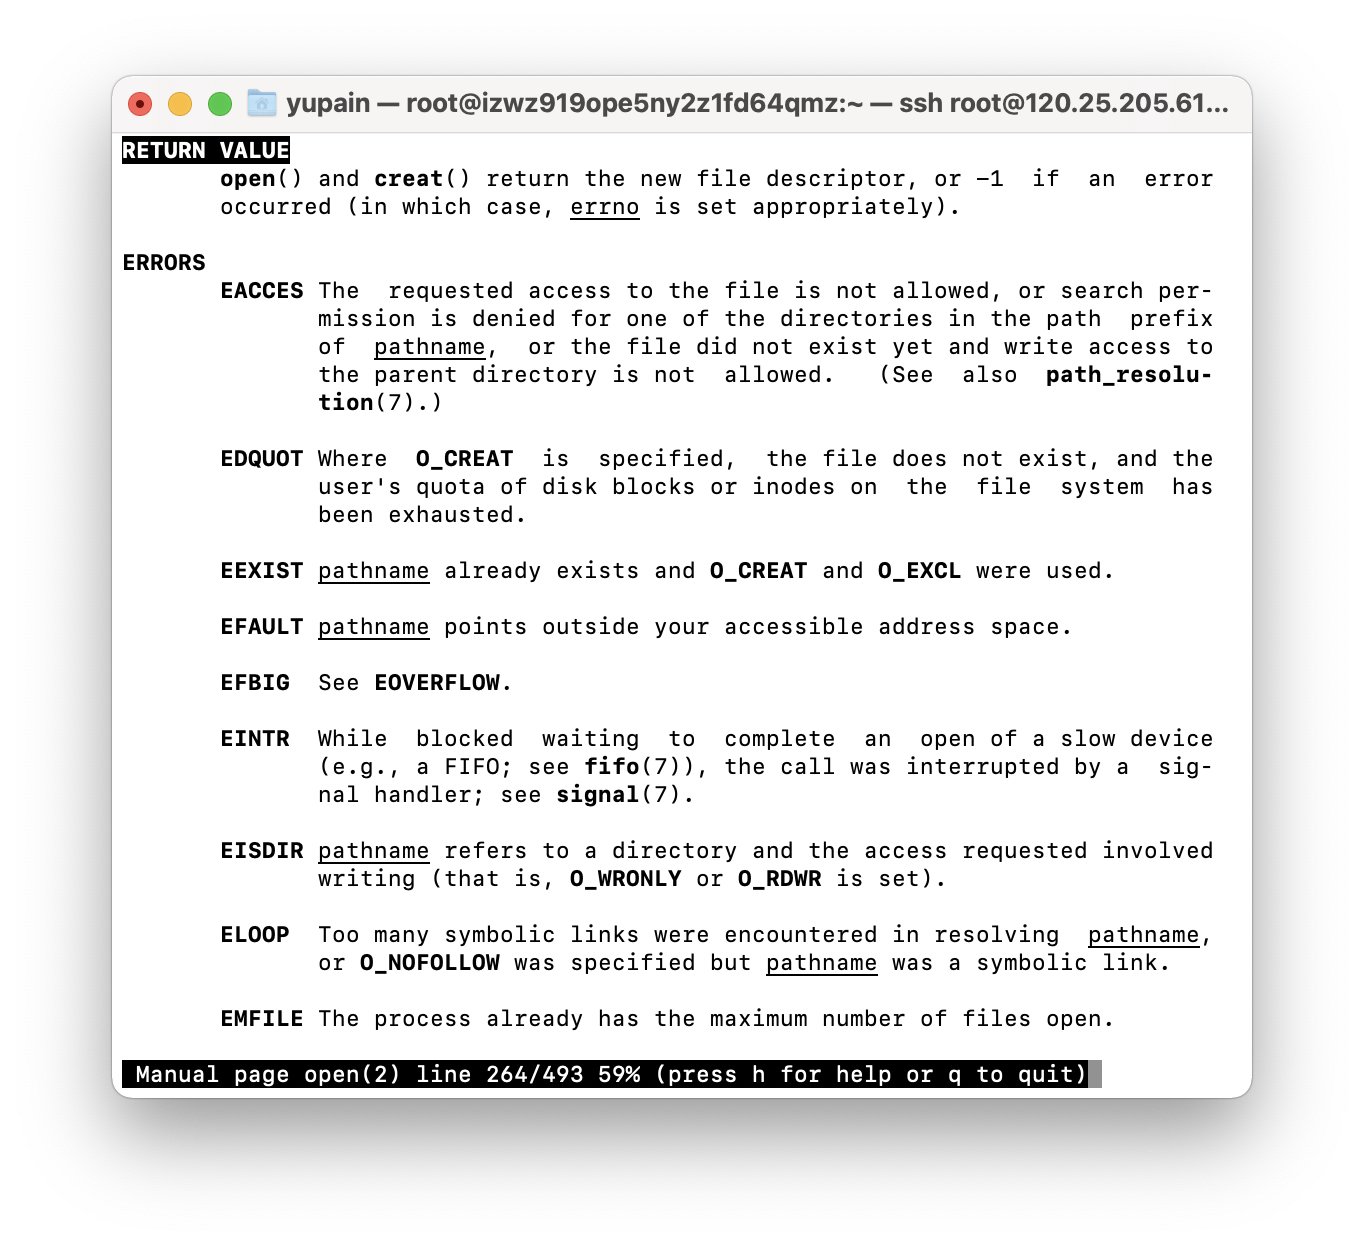 yupain — root@izwz919ope5ny2z1fd64qmz:~ — ssh root@120.25.205.61...
RETURN VALUE
open() and creat() return the new file descriptor, or −1  if  an  error
occurred (in which case, errno is set appropriately).
ERRORS
EACCES The  requested access to the file is not allowed, or search per-
mission is denied for one of the directories in the path  prefix
of  pathname,  or the file did not exist yet and write access to
the parent directory is not  allowed.   (See  also  path_resolu-
tion(7).)
EDQUOT Where  O_CREAT  is  specified,  the file does not exist, and the
user's quota of disk blocks or inodes on  the  file  system  has
been exhausted.
EEXIST pathname already exists and O_CREAT and O_EXCL were used.
EFAULT pathname points outside your accessible address space.
EFBIG  See EOVERFLOW.
EINTR  While  blocked  waiting  to  complete  an  open of a slow device
(e.g., a FIFO; see fifo(7)), the call was interrupted by a  sig-
nal handler; see signal(7).
EISDIR pathname refers to a directory and the access requested involved
writing (that is, O_WRONLY or O_RDWR is set).
ELOOP  Too many symbolic links were encountered in resolving  pathname,
or O_NOFOLLOW was specified but pathname was a symbolic link.
EMFILE The process already has the maximum number of files open.
Manual page open(2) line 264/493 59% (press h for help or q to quit)